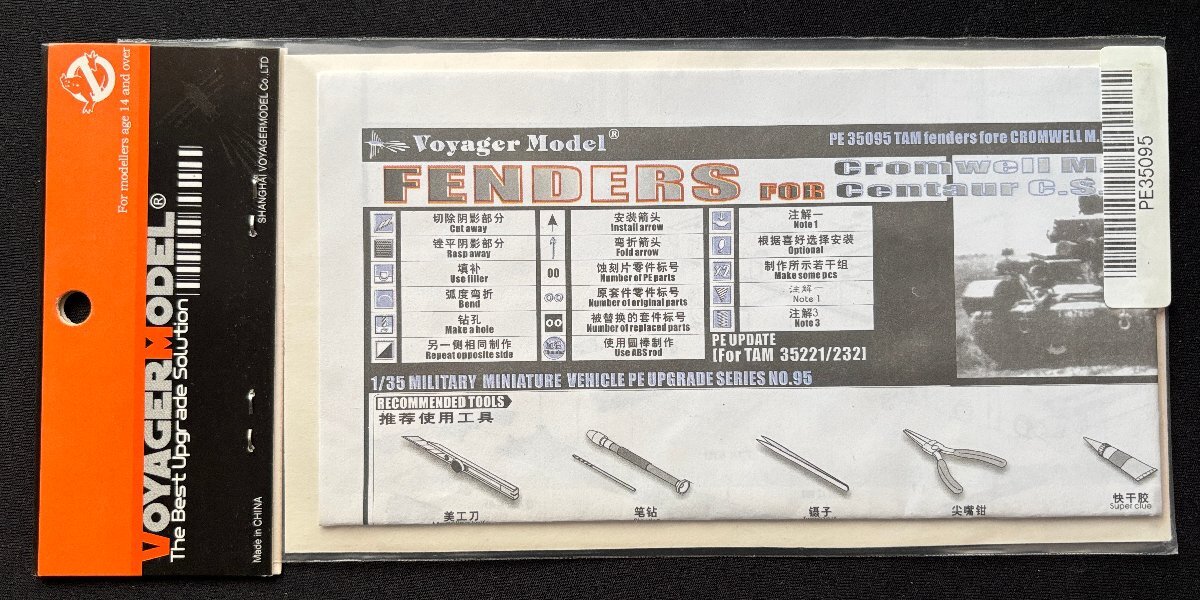 For modellers age 14 and over
VOYAGERMODEL®
The Best Upgrade Solution
SHANGHAI VOYAGERMODEL Co.,LTD
Made in CHINA
PE35095
Voyager Model®
PE 35095 TAM fenders fore CROMWELL M.
FENDERS FOR
Cromwell M.
Centaur C.S.
切除阴影部分
Cut away
锉平阴影部分
Rasp away
填补
Use filler
弧度弯折
Bend
钻孔
Make a hole
另一侧相同制作
Repeat opposite side
安装箭头
Install arrow
弯折箭头
Fold arrow
00
蚀刻片零件标号
Number of PE parts
00
原套件零件标号
Number of original parts
00
被替换的套件标号
Number of replaced parts
使用圆棒制作
Use ABS rod
注解一
Note 1
根据喜好选择安装
Optional
制作所示若干组
Make some pcs
注解一
Note 1
注解3
Note 3
PE UPDATE
[For TAM 35221/232]
1/35 MILITARY MINIATURE VEHICLE PE UPGRADE SERIES NO.95
RECOMMENDED TOOLS
推荐使用工具
美工刀
笔钻
镊子
尖嘴钳
快干胶
Super clue